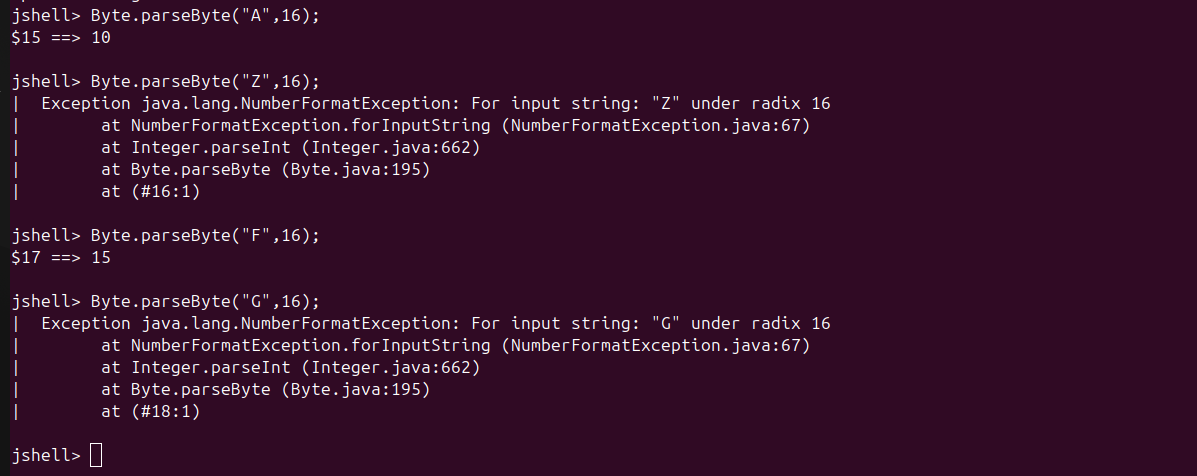 jshell> Byte.parseByte("A",16);
$15 ==> 10
jshell> Byte.parseByte("Z",16);
|  Exception java.lang.NumberFormatException: For input string: "Z" under radix 16
|        at NumberFormatException.forInputString (NumberFormatException.java:67)
|        at Integer.parseInt (Integer.java:662)
|        at Byte.parseByte (Byte.java:195)
|        at (#16:1)
jshell> Byte.parseByte("F",16);
$17 ==> 15
jshell> Byte.parseByte("G",16);
|  Exception java.lang.NumberFormatException: For input string: "G" under radix 16
|        at NumberFormatException.forInputString (NumberFormatException.java:67)
|        at Integer.parseInt (Integer.java:662)
|        at Byte.parseByte (Byte.java:195)
|        at (#18:1)
jshell>